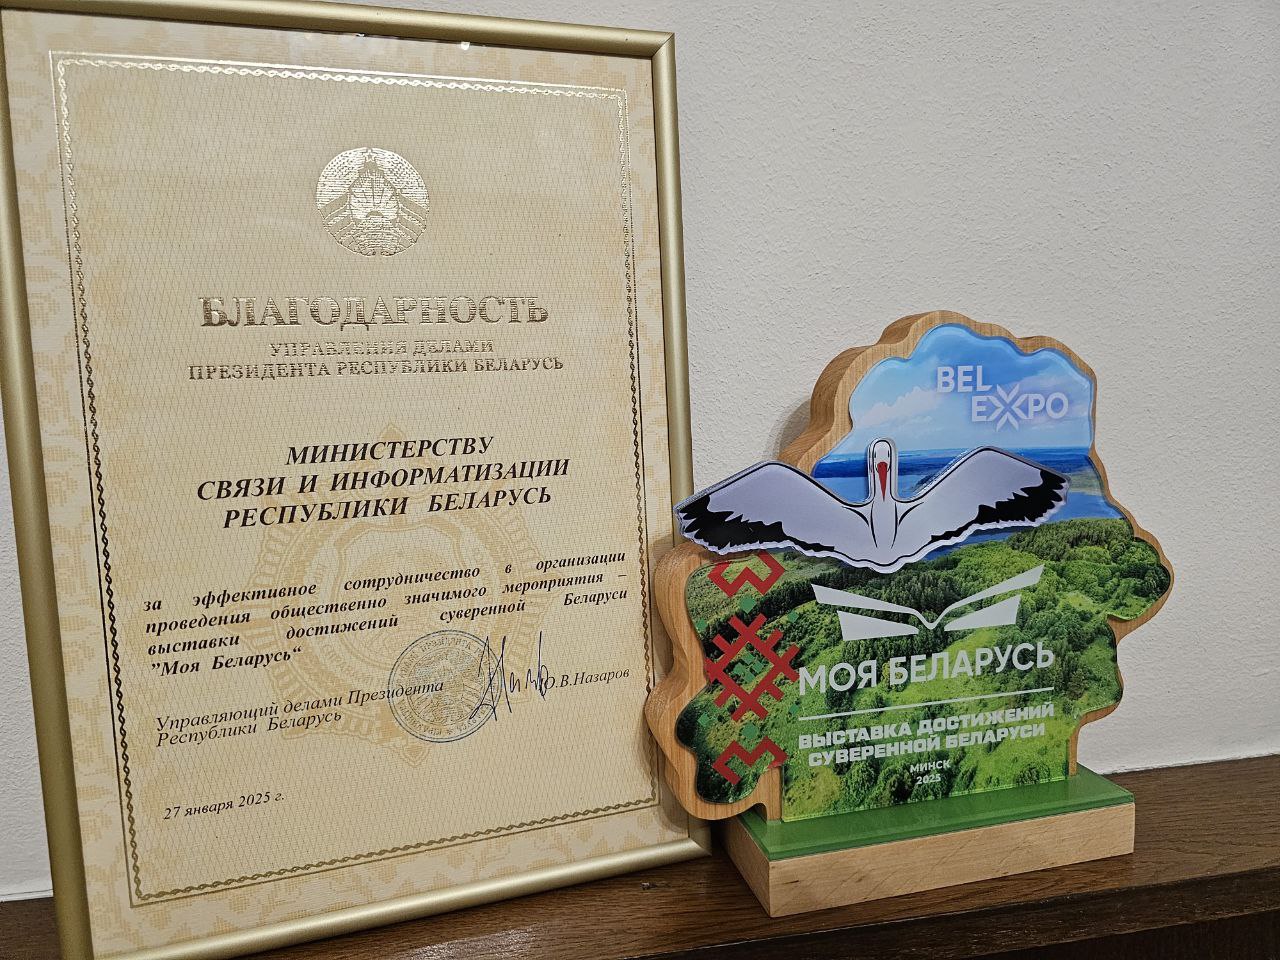 БЛАГОДАРНОСТЬ
УПРАВЛЕНИЯ ДЕЛАМИ
ПРЕЗИДЕНТА РЕСПУБЛИКИ БЕЛАРУСЬ
МИНИСТЕРСТВУ
СВЯЗИ И ИНФОРМАТИЗАЦИИ
РЕСПУБЛИКИ БЕЛАРУСЬ
за эффективное сотрудничество в организации
проведения общественно значимого мероприятия –
выставки достижений суверенной Беларуси
"Моя Беларусь"
Управляющий делами Президента
Республики Беларусь
Ю.В.Назаров
27 января 2025 г.
BEL
EXPO
МОЯ БЕЛАРУСЬ
ВЫСТАВКА ДОСТИЖЕНИЙ
СУВЕРЕННОЙ БЕЛАРУСИ
МИНСК
2025